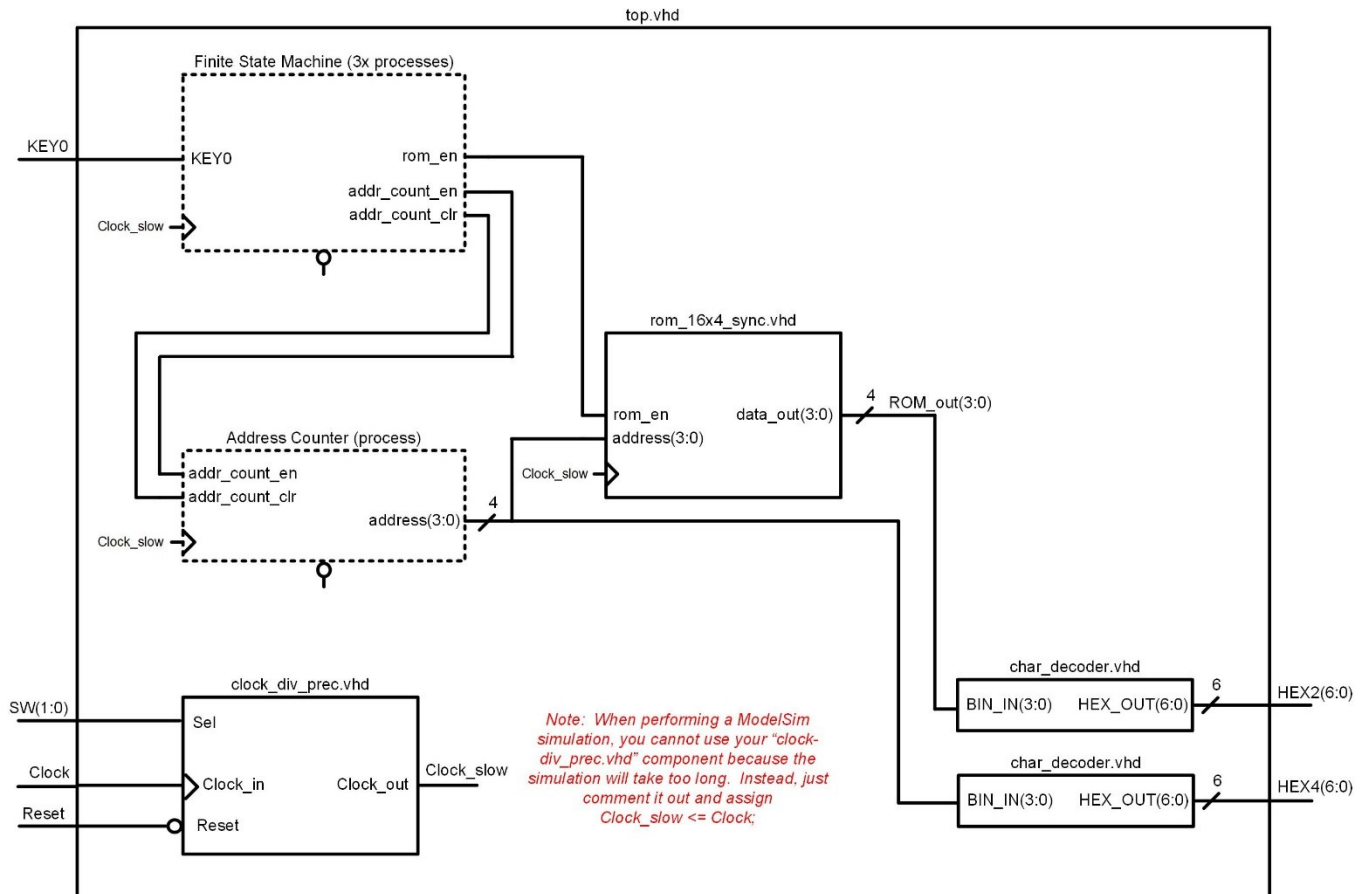 top.vhd
Finite State Machine (3x processes)
KEY0
KEY0
rom_en
addr_count_en
addr_count_clr
Clock_slow
rom_16x4_sync.vhd
rom_en
data_out(3:0)
4
ROM_out(3:0)
address(3:0)
Clock_slow
Address Counter (process)
addr_count_en
addr_count_clr
4
address(3:0)
Clock_slow
clock_div_prec.vhd
SW(1:0)
Sel
Clock
Clock_in
Clock_out
Clock_slow
Reset
Reset
Note: When performing a ModelSim
simulation, you cannot use your “clock-
div_prec.vhd” component because the
simulation will take too long. Instead, just
comment it out and assign
Clock_slow <= Clock;
char_decoder.vhd
BIN_IN(3:0)
HEX_OUT(6:0)
6
HEX2(6:0)
char_decoder.vhd
BIN_IN(3:0)
HEX_OUT(6:0)
6
HEX4(6:0)